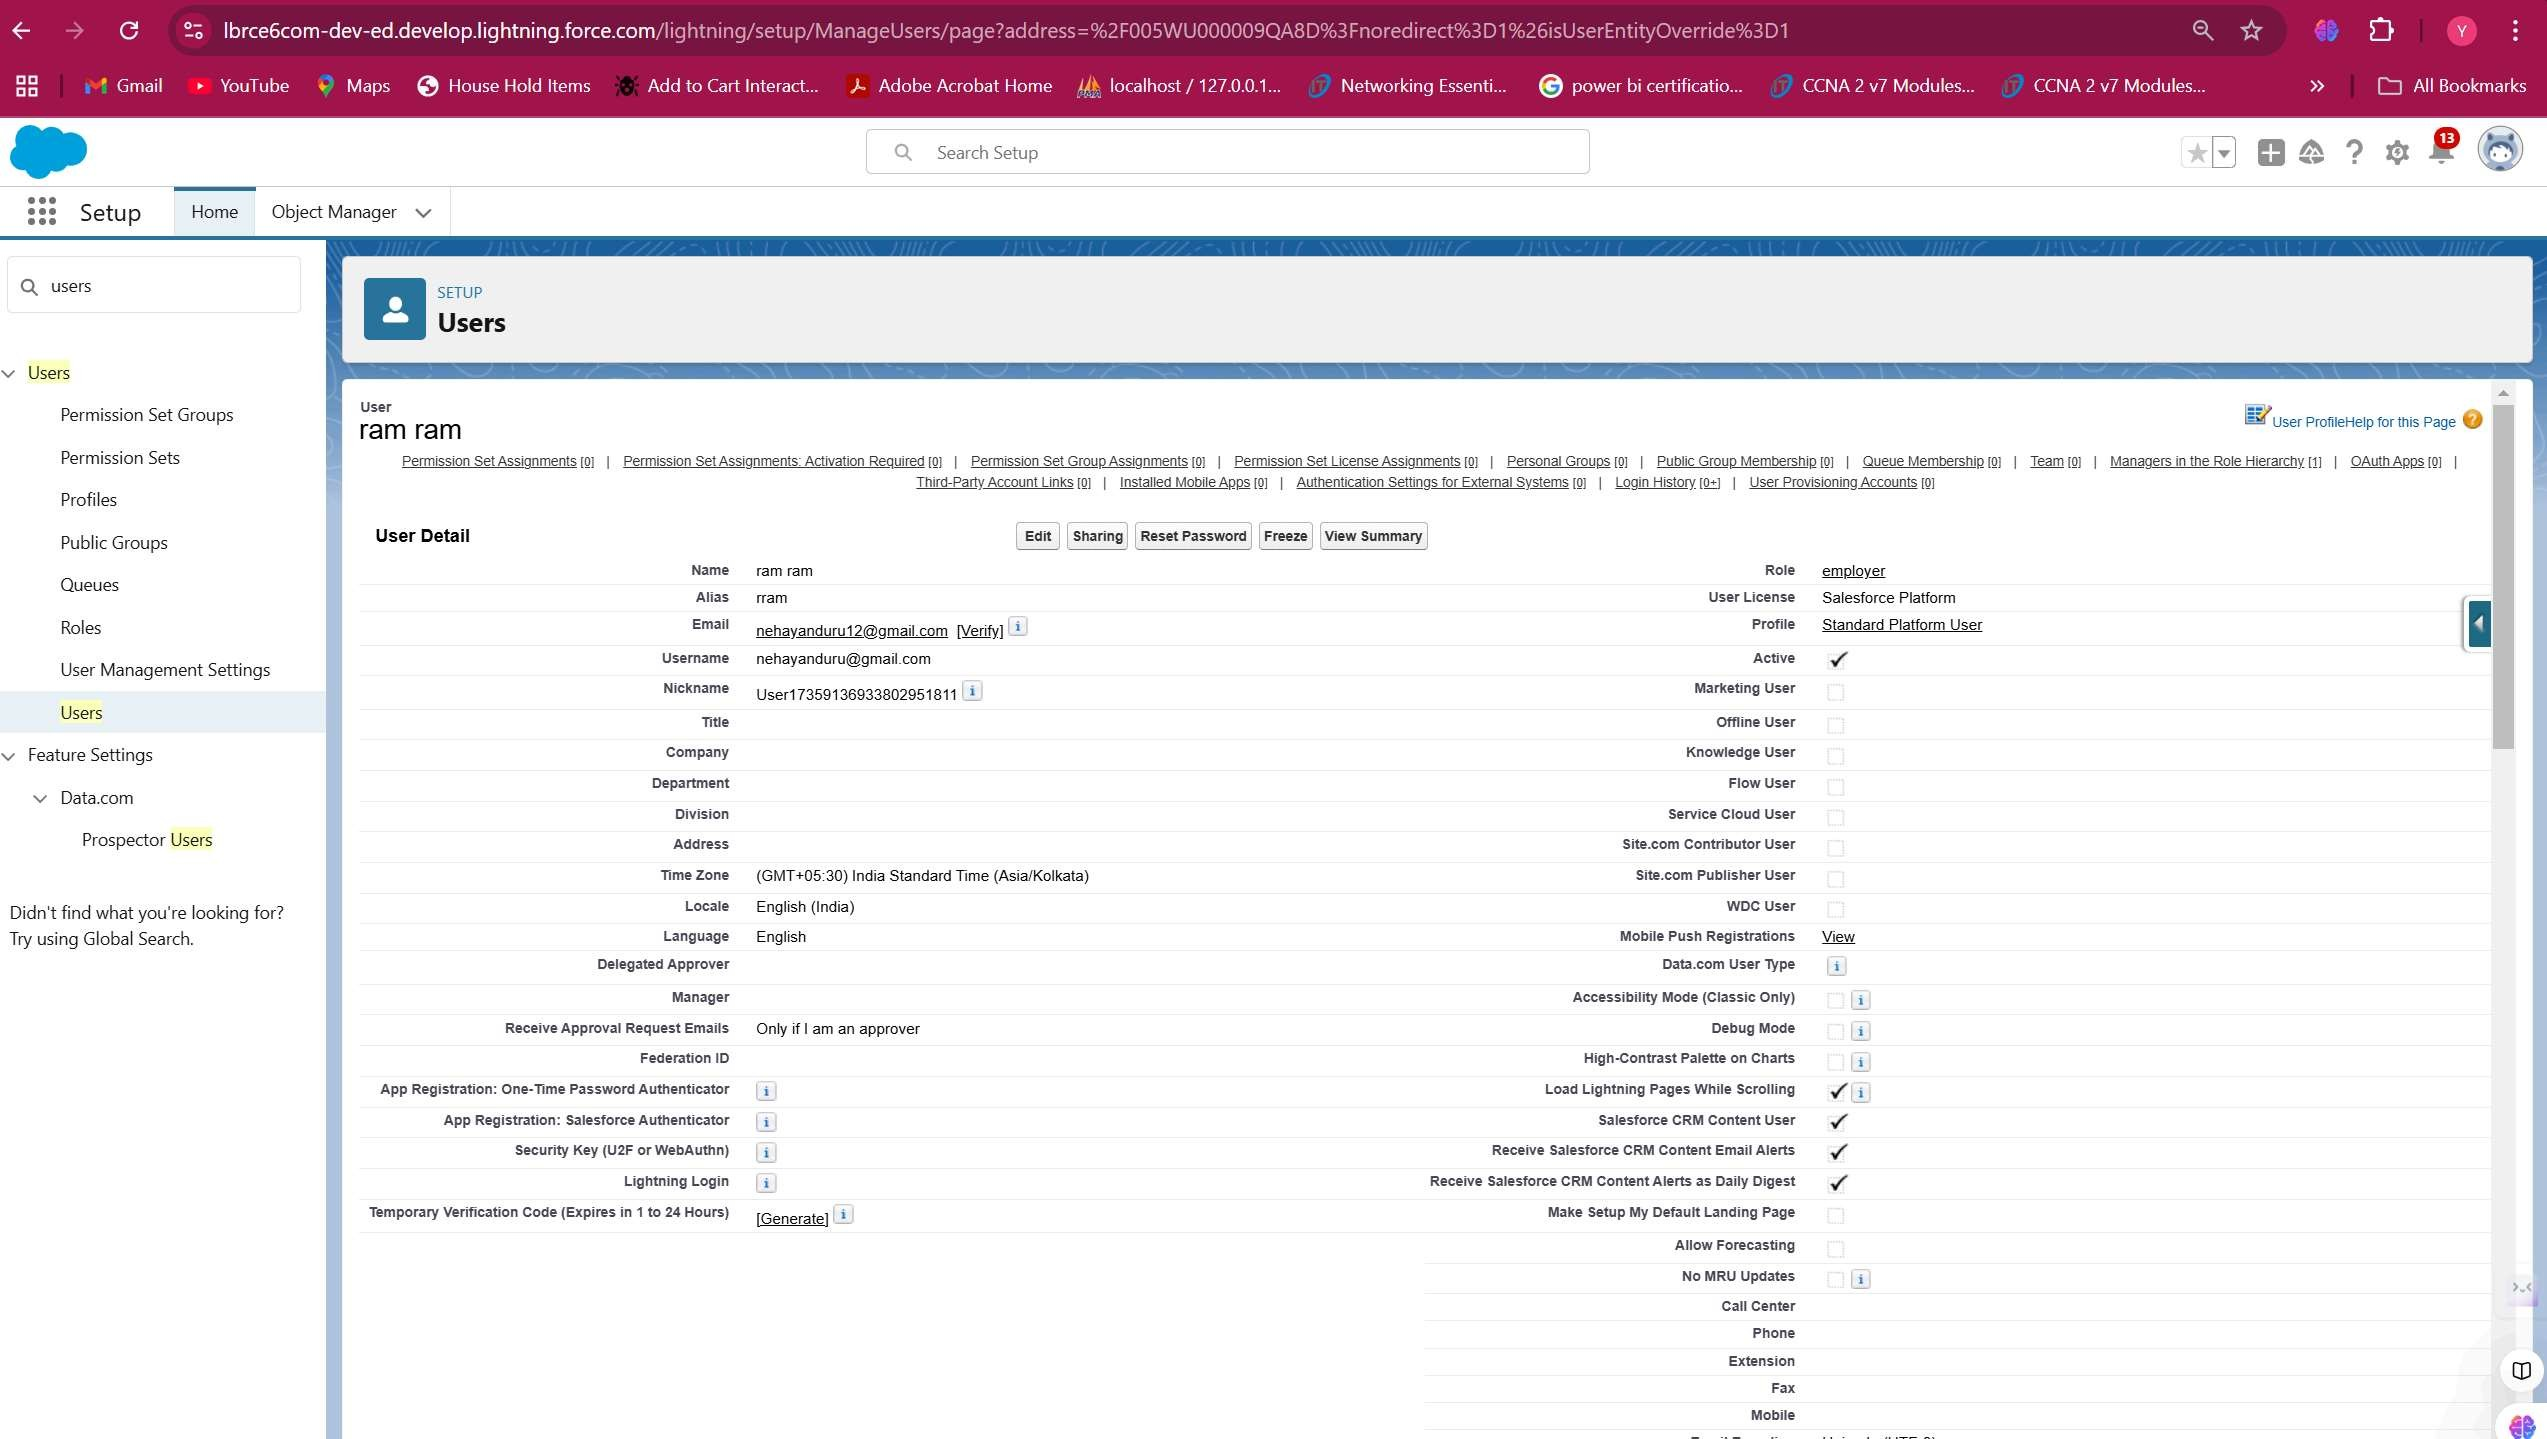 lbrce6com-dev-ed.develop.lightning.force.com/lightning/setup/ManageUsers/page?address=%2F005WU000009QA8D%3Fnoredirect%3D1%26isUserEntityOverride%3D1
Y
Gmail YouTube Maps House Hold Items Add to Cart Interact... Adobe Acrobat Home localhost / 127.0.0.1... Networking Essenti... power bi certificatio... CCNA 2 v7 Modules... CCNA 2 v7 Modules... All Bookmarks
Search Setup
13
Setup Home Object Manager
users
Users
Permission Set Groups
Permission Sets
Profiles
Public Groups
Queues
Roles
User Management Settings
Users
Feature Settings
Data.com
Prospector Users
Didn't find what you're looking for?
Try using Global Search.
SETUP
Users
User
ram ram
User Profile Help for this Page
Permission Set Assignments [0] | Permission Set Assignments: Activation Required [0] | Permission Set Group Assignments [0] | Permission Set License Assignments [0] | Personal Groups [0] | Public Group Membership [0] | Queue Membership [0] | Team [0] | Managers in the Role Hierarchy [1] | OAuth Apps [0] |
Third-Party Account Links [0] | Installed Mobile Apps [0] | Authentication Settings for External Systems [0] | Login History [0+] | User Provisioning Accounts [0]
User Detail Edit Sharing Reset Password Freeze View Summary
Name ram ram Role employer
Alias rram User License Salesforce Platform
Email nehayanduru12@gmail.com [Verify] Profile Standard Platform User
Username nehayanduru@gmail.com Active
Nickname User17359136933802951811 Marketing User
Title Offline User
Company Knowledge User
Department Flow User
Division Service Cloud User
Address Site.com Contributor User
Time Zone (GMT+05:30) India Standard Time (Asia/Kolkata) Site.com Publisher User
Locale English (India) WDC User
Language English Mobile Push Registrations View
Delegated Approver Data.com User Type
Manager Accessibility Mode (Classic Only)
Receive Approval Request Emails Only if I am an approver Debug Mode
Federation ID High-Contrast Palette on Charts
App Registration: One-Time Password Authenticator Load Lightning Pages While Scrolling
App Registration: Salesforce Authenticator Salesforce CRM Content User
Security Key (U2F or WebAuthn) Receive Salesforce CRM Content Email Alerts
Lightning Login Receive Salesforce CRM Content Alerts as Daily Digest
Temporary Verification Code (Expires in 1 to 24 Hours) [Generate] Make Setup My Default Landing Page
Allow Forecasting
No MRU Updates
Call Center
Phone
Extension
Fax
Mobile